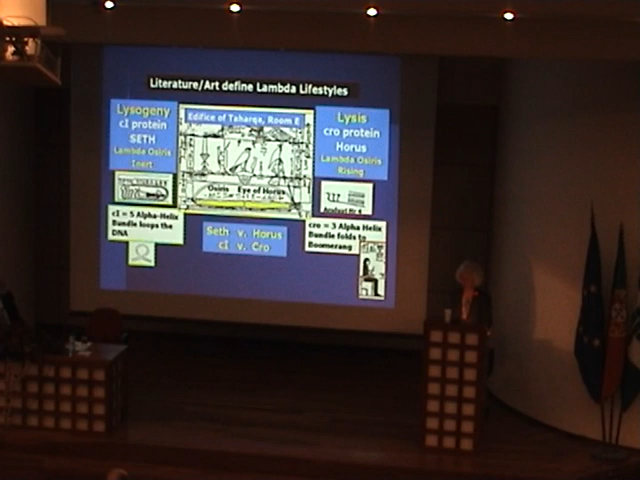 Literature/Art define Lambda Lifestyles
Lysogeny
cI protein
SETH
Lambda Osiris
Inert
Edifice of Taharqa, Room E
Osiris Eye of Horus
Lysis
cro protein
Horus
Lambda Osiris
Rising
cI = 5 Alpha-Helix
Bundle loops the
DNA
Seth v. Horus
cI v. Cro
cro = 3 Alpha-Helix
Bundle folds to
Boomerang